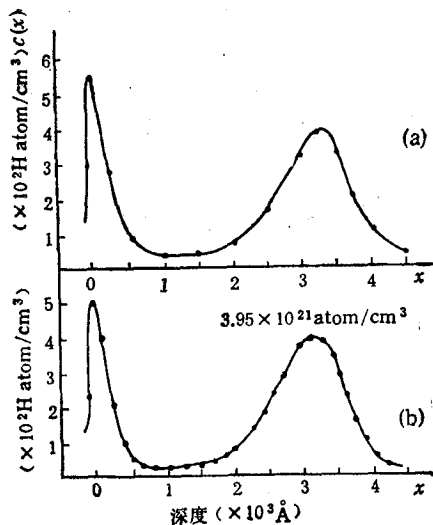 (×10²H atom/cm³)C(x)
6
5
4
3
2
1
(a)
0 1 2 3 4 x
3.95×10²¹atom/cm³
(×10²H atom/cm³)
5
4
3
2
1
(b)
0 1 2 3 4 x
深度(×10³Å)